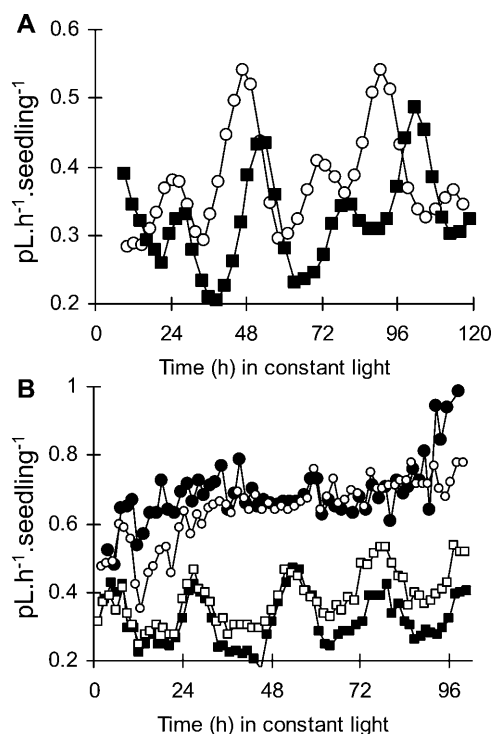 A
0.6
0.5
0.4
0.3
0.2
pL.h-1.seedling-1
0 24 48 72 96 120
Time (h) in constant light
B
1
0.8
0.6
0.4
0.2
pL.h-1.seedling-1
0 24 48 72 96
Time (h) in constant light